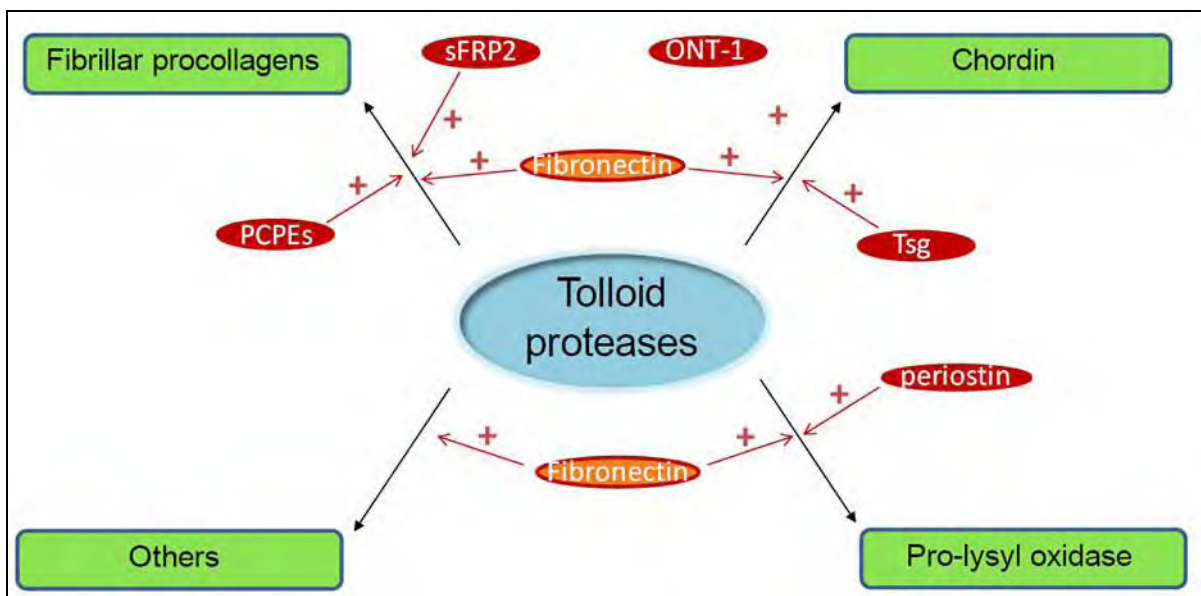 sFRP2
ONT-1
Fibrillar procollagens
Chordin
+
+
+
+
Fibronectin
+
+
PCPEs
Tsg
Tolloid
proteases
periostin
+
+
+
Fibronectin
Others
Pro-lysyl oxidase